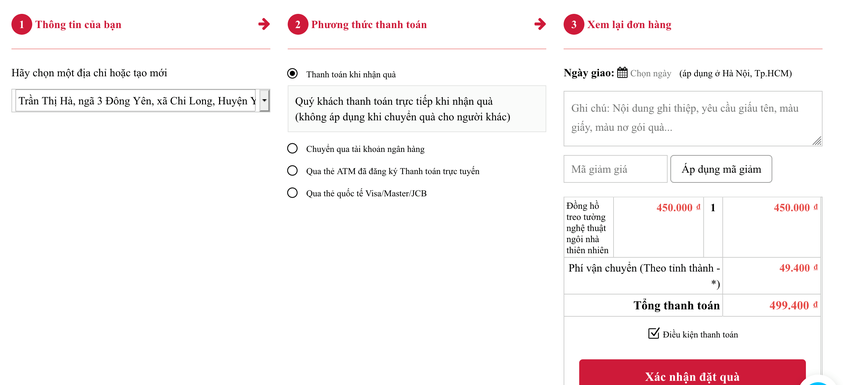 1 Thông tin của bạn
Hãy chọn một địa chỉ hoặc tạo mới
Trần Thị Hà, ngã 3 Đông Yên, xã Chi Long, Huyện Y
2 Phương thức thanh toán
Thanh toán khi nhận quà
Quý khách thanh toán trực tiếp khi nhận quà
(không áp dụng khi chuyển quà cho người khác)
Chuyển qua tài khoản ngân hàng
Qua thẻ ATM đã đăng ký Thanh toán trực tuyến
Qua thẻ quốc tế Visa/Master/JCB
3 Xem lại đơn hàng
Ngày giao: Chọn ngày (áp dụng ở Hà Nội, Tp.HCM)
Ghi chú: Nội dung ghi thiệp, yêu cầu giấu tên, màu
giấy, màu nơ gói quà...
Mã giảm giá Áp dụng mã giảm
Đồng hồ
treo tường
nghệ thuật
ngôi nhà
thiên nhiên
450.000 đ 1 450.000 đ
Phí vận chuyển (Theo tỉnh thành -
*)
49.400 đ
Tổng thanh toán 499.400 đ
Điều kiện thanh toán
Xác nhận đặt quà